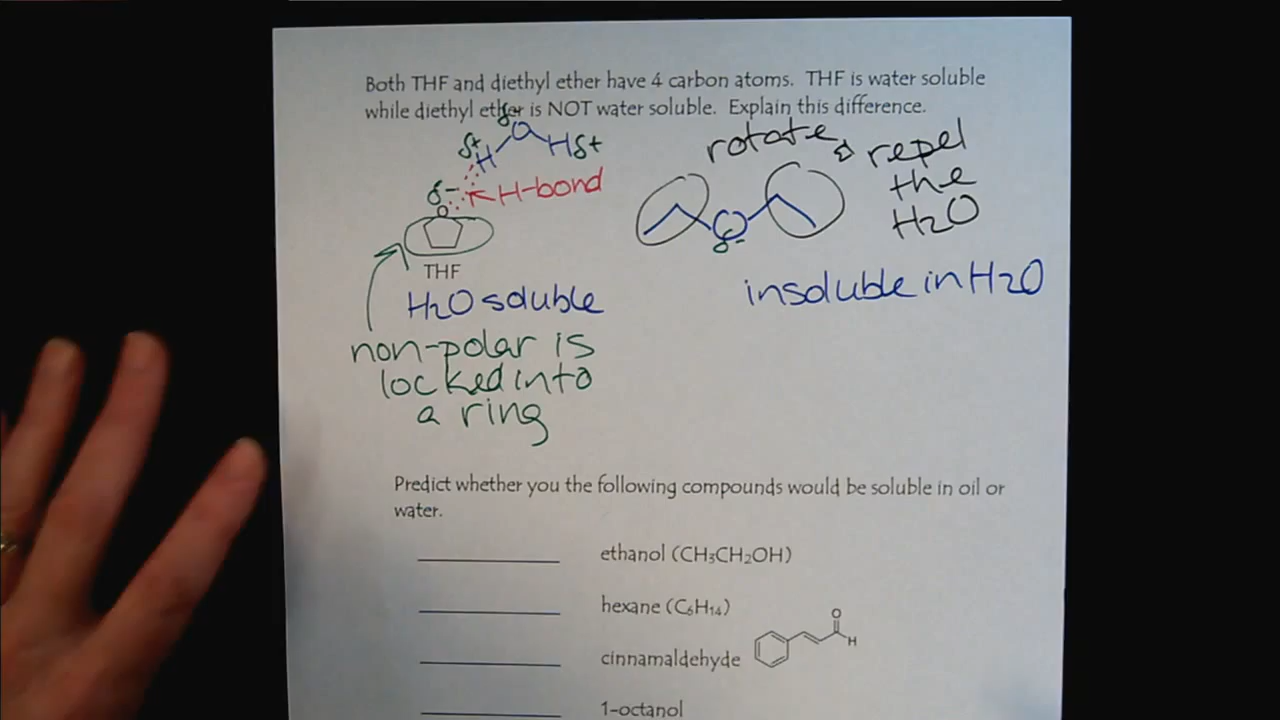 Both THF and diethyl ether have 4 carbon atoms. THF is water soluble
while diethyl ether is NOT water soluble. Explain this difference.
δ-
O
δ+
H
Hδ+
δ-
H-bond
O
THF
H2O soluble
non-polar is
locked into
a ring
rotate
repel
the
H2O
O
δ-
insoluble in H2O
Predict whether you the following compounds would be soluble in oil or
water.
ethanol (CH₃CH₂OH)
hexane (C₆H₁₄)
cinnamaldehyde
O
H
1-octanol